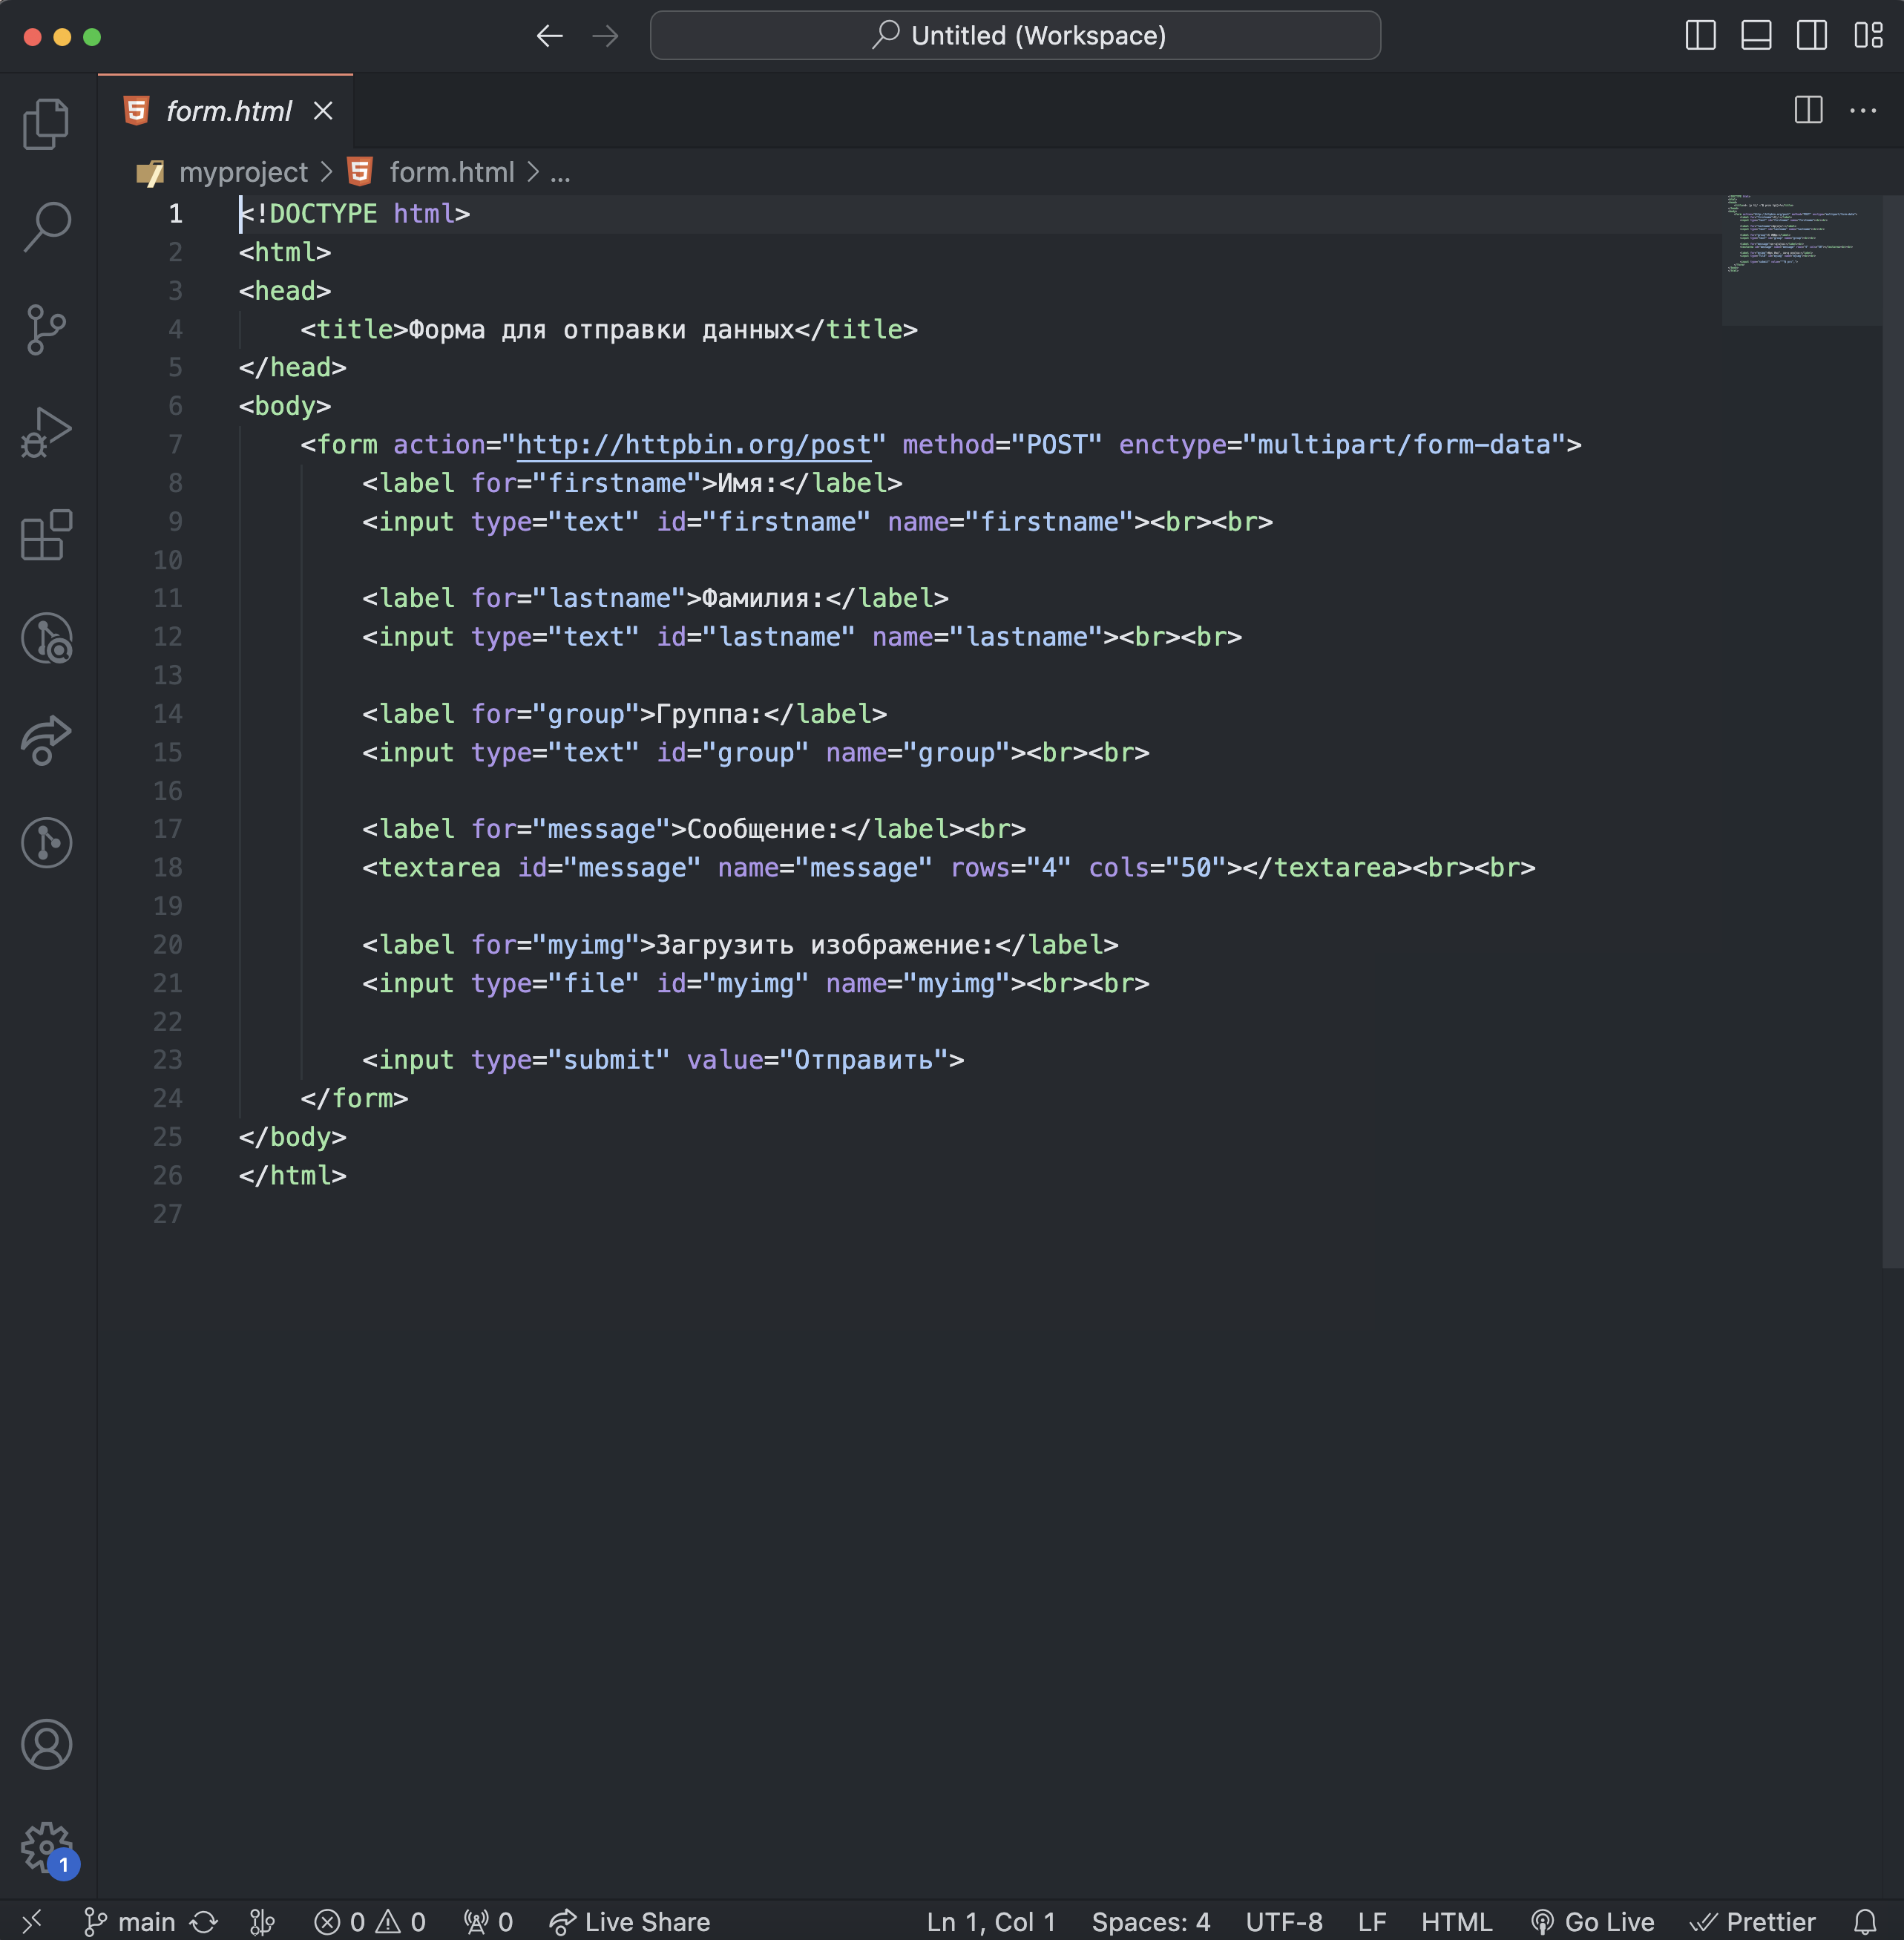 Untitled (Workspace)
form.html
myproject > form.html > ...
1 <!DOCTYPE html>
2 <html>
3 <head>
4     <title>Форма для отправки данных</title>
5 </head>
6 <body>
7     <form action="http://httpbin.org/post" method="POST" enctype="multipart/form-data">
8         <label for="firstname">Имя:</label>
9         <input type="text" id="firstname" name="firstname"><br><br>
10
11         <label for="lastname">Фамилия:</label>
12         <input type="text" id="lastname" name="lastname"><br><br>
13
14         <label for="group">Группа:</label>
15         <input type="text" id="group" name="group"><br><br>
16
17         <label for="message">Сообщение:</label><br>
18         <textarea id="message" name="message" rows="4" cols="50"></textarea><br><br>
19
20         <label for="myimg">Загрузить изображение:</label>
21         <input type="file" id="myimg" name="myimg"><br><br>
22
23         <input type="submit" value="Отправить">
24     </form>
25 </body>
26 </html>
27
1
main 0 0 0 Live Share Ln 1, Col 1 Spaces: 4 UTF-8 LF HTML Go Live Prettier